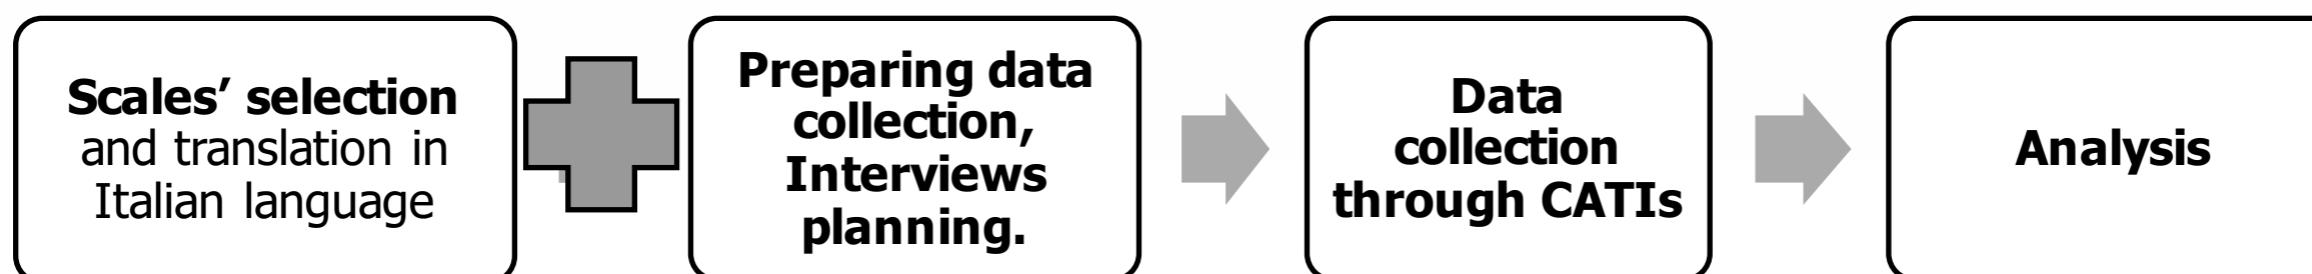 Scales’ selection
and translation in
Italian language
Preparing data
collection,
Interviews
planning.
Data
collection
through CATIs
Analysis